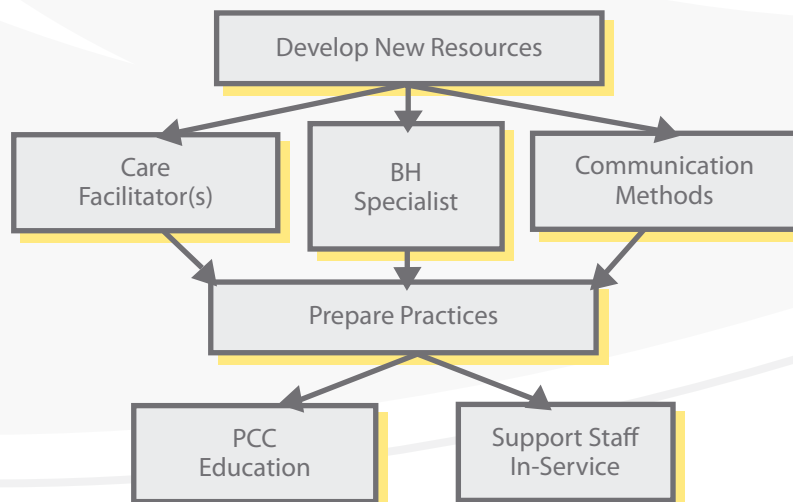 Develop New Resources
Care
Facilitator(s)
BH
Specialist
Communication
Methods
Prepare Practices
PCC
Education
Support Staff
In-Service